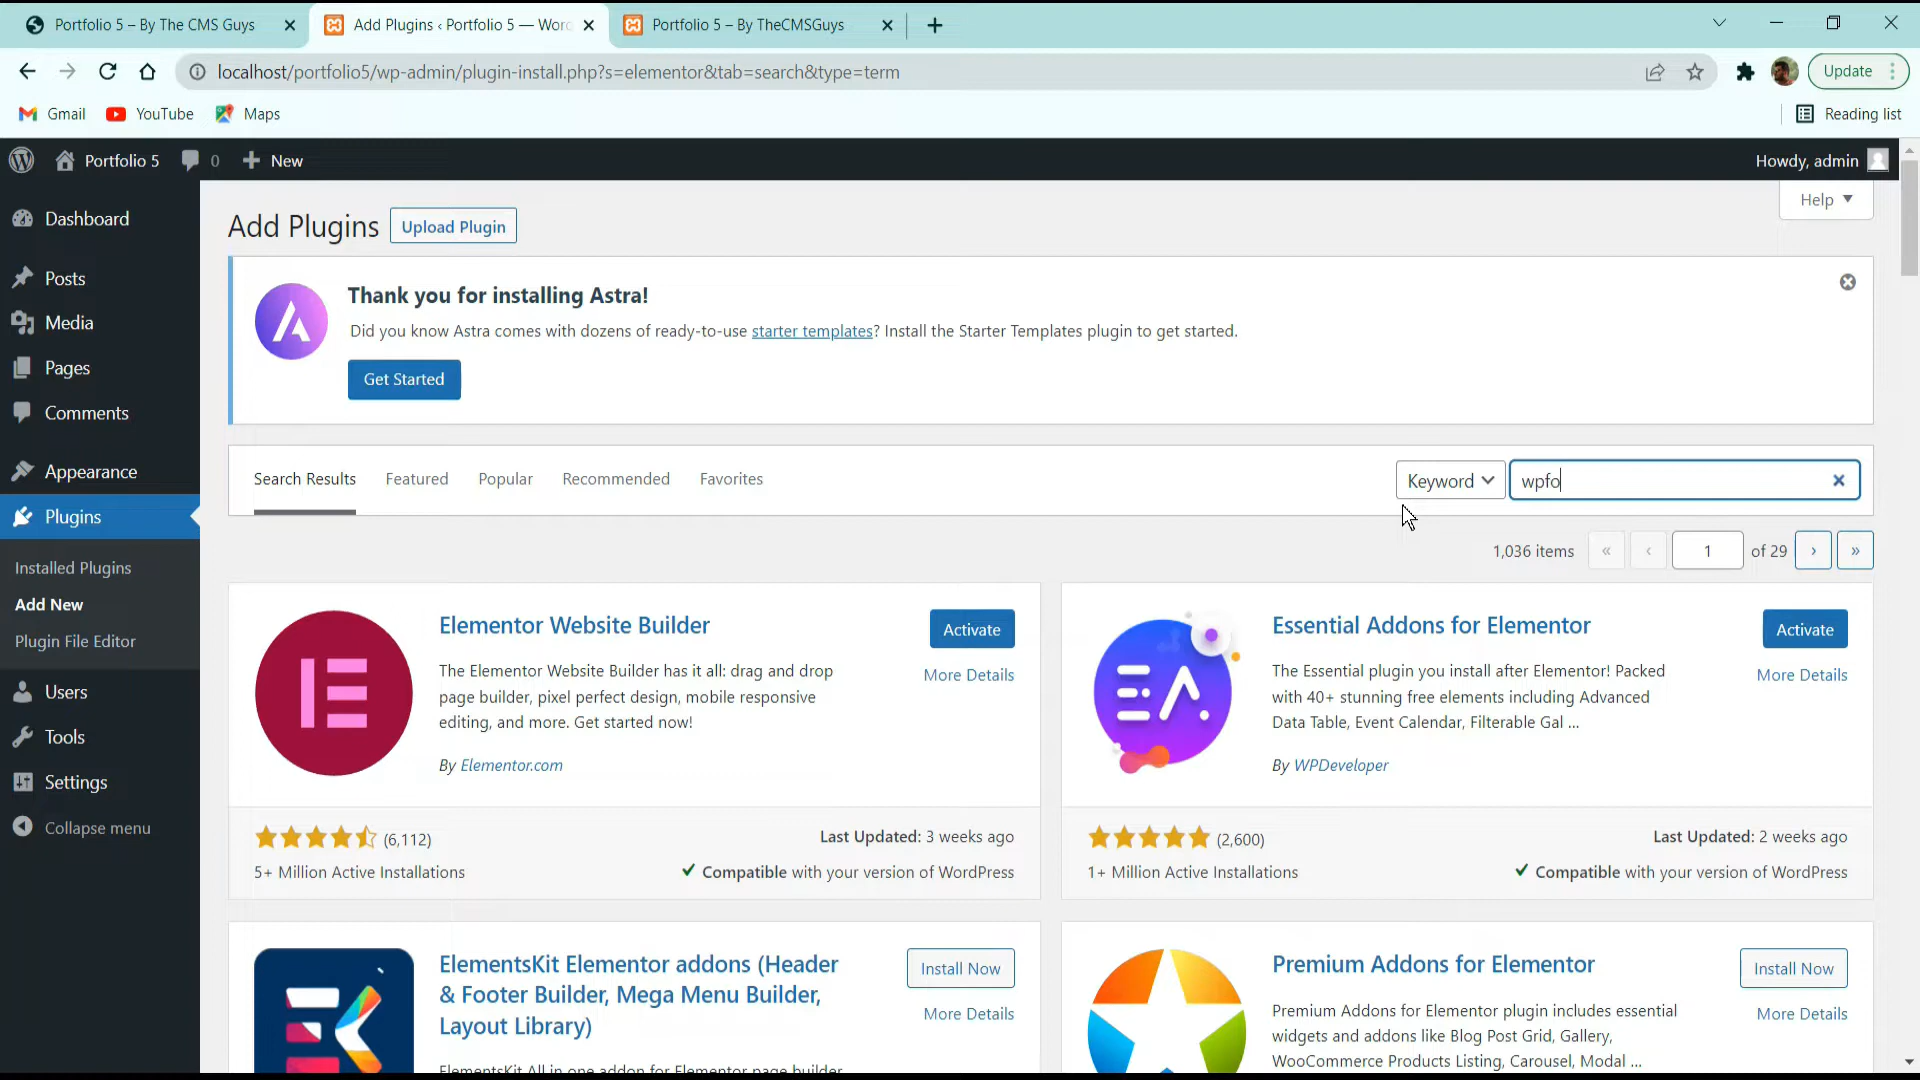 Portfolio 5 – By The CMS Guys
Add Plugins ‹ Portfolio 5 — Word
Portfolio 5 – By TheCMSGuys
localhost/portfolio5/wp-admin/plugin-install.php?s=elementor&tab=search&type=term
Update
Gmail
YouTube
Maps
Reading list
Portfolio 5
0
New
Howdy, admin
Dashboard
Posts
Media
Pages
Comments
Appearance
Plugins
Installed Plugins
Add New
Plugin File Editor
Users
Tools
Settings
Collapse menu
Help
Add Plugins
Upload Plugin
Thank you for installing Astra!
Did you know Astra comes with dozens of ready-to-use starter templates? Install the Starter Templates plugin to get started.
Get Started
Search Results
Featured
Popular
Recommended
Favorites
Keyword
wpfo
1,036 items
«
‹
1
of 29
›
»
Elementor Website Builder
Activate
More Details
The Elementor Website Builder has it all: drag and drop
page builder, pixel perfect design, mobile responsive
editing, and more. Get started now!
By Elementor.com
(6,112)
5+ Million Active Installations
Last Updated: 3 weeks ago
Compatible with your version of WordPress
Essential Addons for Elementor
Activate
More Details
The Essential plugin you install after Elementor! Packed
with 40+ stunning free elements including Advanced
Data Table, Event Calendar, Filterable Gal ...
By WPDeveloper
(2,600)
1+ Million Active Installations
Last Updated: 2 weeks ago
Compatible with your version of WordPress
ElementsKit Elementor addons (Header
& Footer Builder, Mega Menu Builder,
Layout Library)
Install Now
More Details
ElementsKit All in one addon for Elementor page builder
Premium Addons for Elementor
Install Now
More Details
Premium Addons for Elementor plugin includes essential
widgets and addons like Blog Post Grid, Gallery,
WooCommerce Products Listing, Carousel, Modal ...